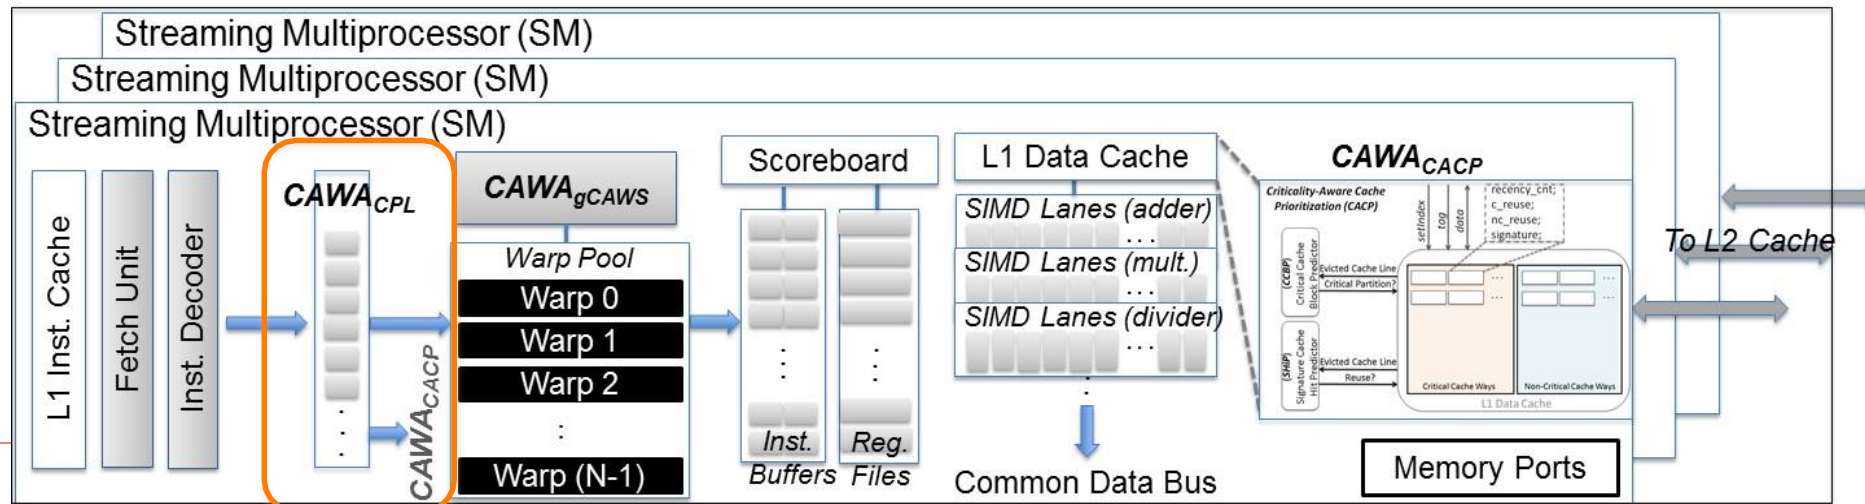 Streaming Multiprocessor (SM)
Streaming Multiprocessor (SM)
Streaming Multiprocessor (SM)
L1 Inst. Cache
Fetch Unit
Inst. Decoder
CAWA_CPL
CAWA_CACP
CAWA_gCAWS
Warp Pool
Warp 0
Warp 1
Warp 2
:
Warp (N-1)
Scoreboard
Inst.
Buffers
Reg.
Files
L1 Data Cache
SIMD Lanes (adder)
...
SIMD Lanes (mult.)
...
SIMD Lanes (divider)
...
Common Data Bus
CAWA_CACP
Criticality-Aware Cache
Prioritization (CACP)
setIndex
tag
data
recency_cnt;
c_reuse;
nc_reuse;
signature;
(CCBP)
Critical Cache
Block Predictor
Evicted Cache Line
Critical Partition?
(SHiP)
Signature Cache
Hit Predictor
Evicted Cache Line
Reuse?
...
...
...
...
Critical Cache Ways
Non-Critical Cache Ways
L1 Data Cache
Memory Ports
To L2 Cache